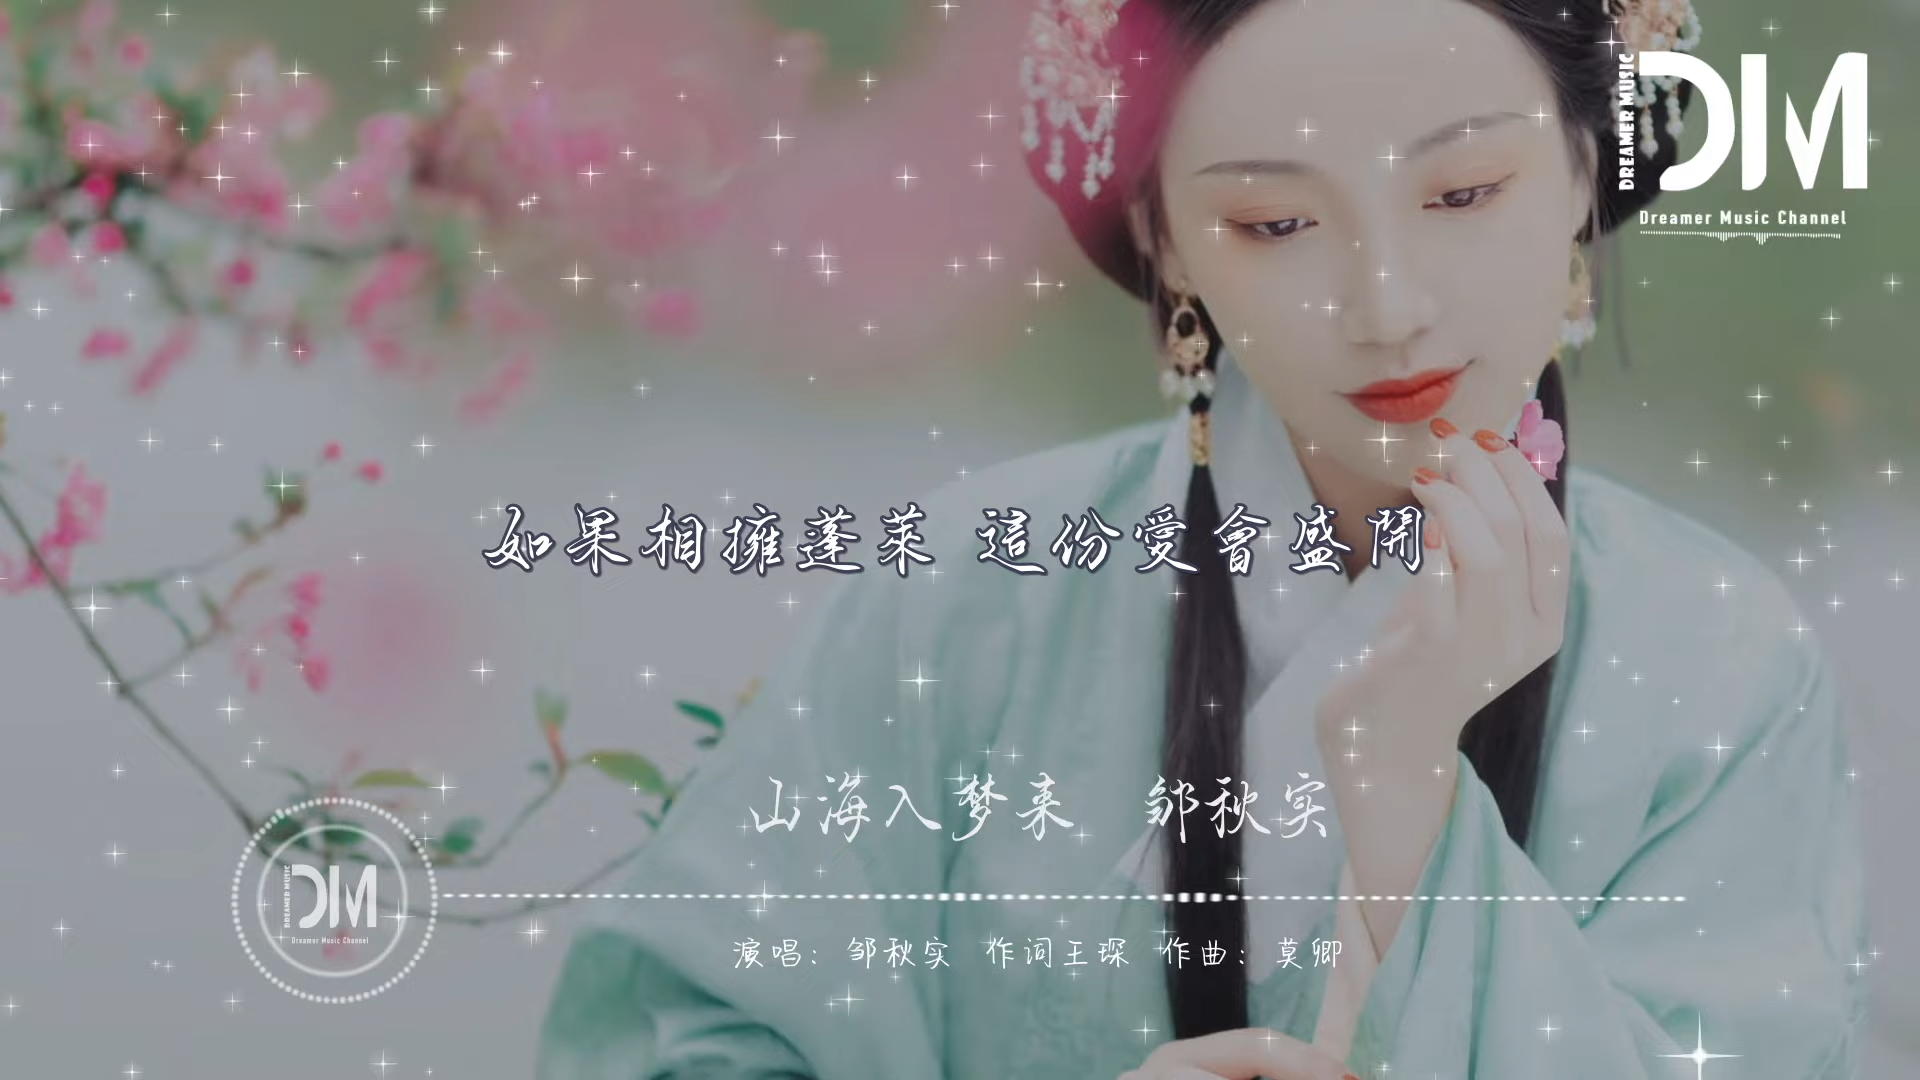 DREAMER MUSIC
DIM
Dreamer Music Channel
如果相擁蓬萊 這份愛會盛開
山海入梦来 邹秋实
DREAMER MUSIC
DIM
Dreamer Music Channel
演唱：邹秋实 作词王琛 作曲：莫卿